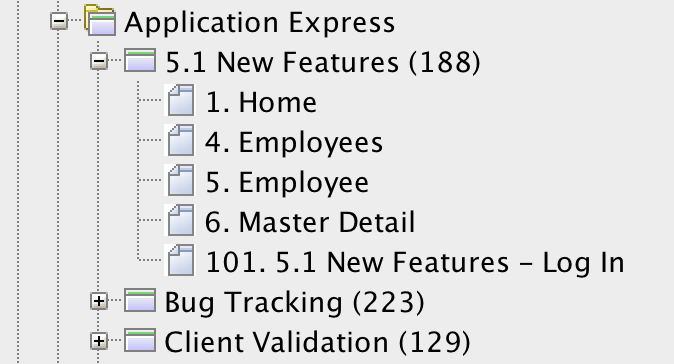 Application Express
5.1 New Features (188)
1. Home
4. Employees
5. Employee
6. Master Detail
101. 5.1 New Features – Log In
Bug Tracking (223)
Client Validation (129)